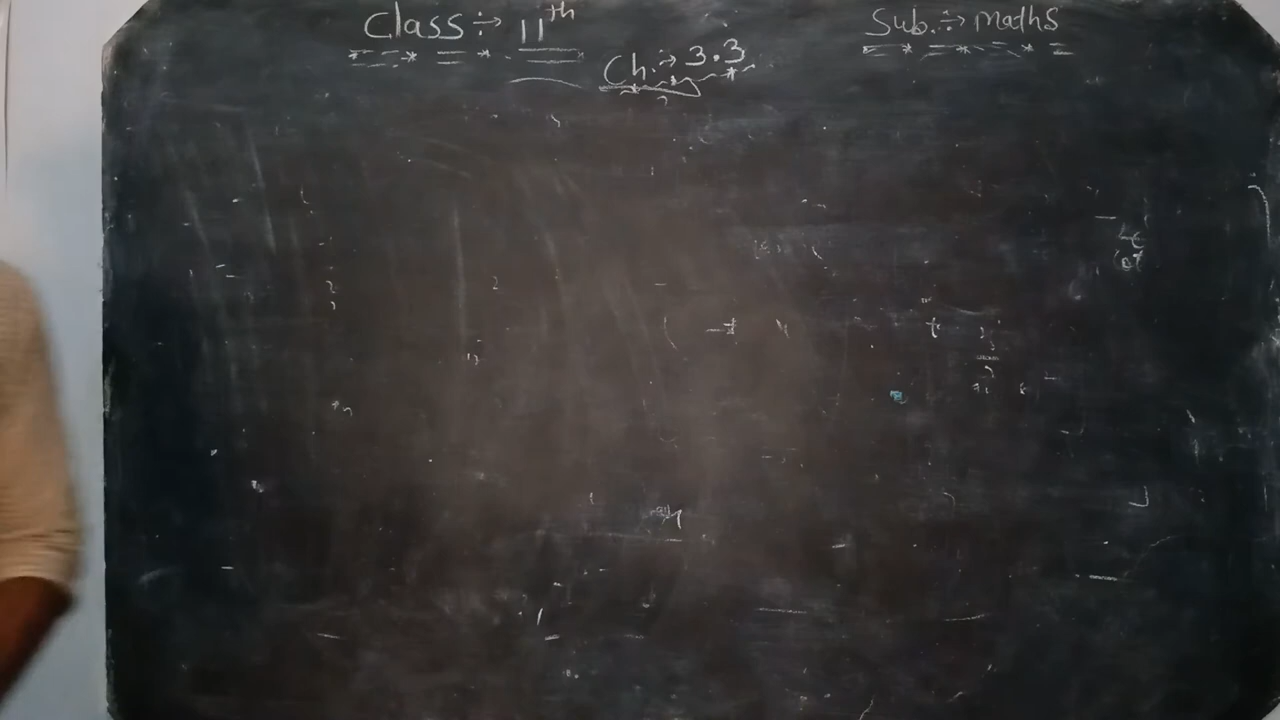 Class :→ 11th
Sub. :→ maths
Ch. :→ 3.3